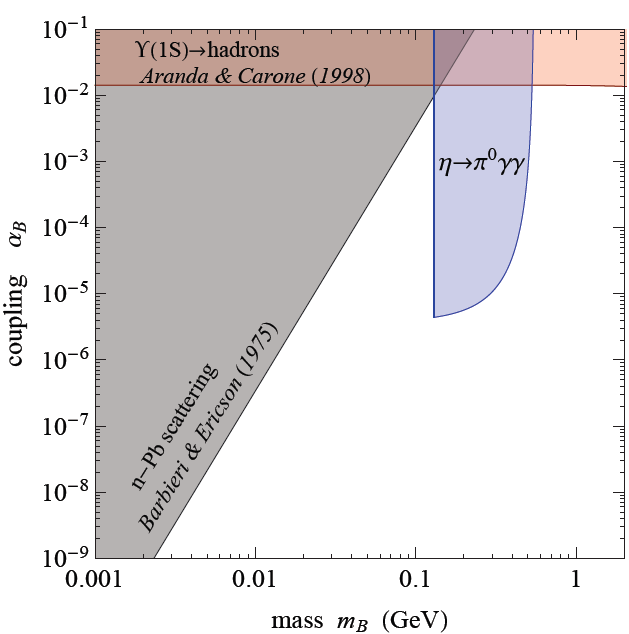 10⁻¹
ϒ(1S)→hadrons
Aranda & Carone (1998)
10⁻²
10⁻³
η→π⁰γγ
10⁻⁴
10⁻⁵
10⁻⁶
10⁻⁷
10⁻⁸
10⁻⁹
coupling α_B
n−Pb scattering
Barbieri & Ericson (1975)
0.001 0.01 0.1 1
mass m_B (GeV)